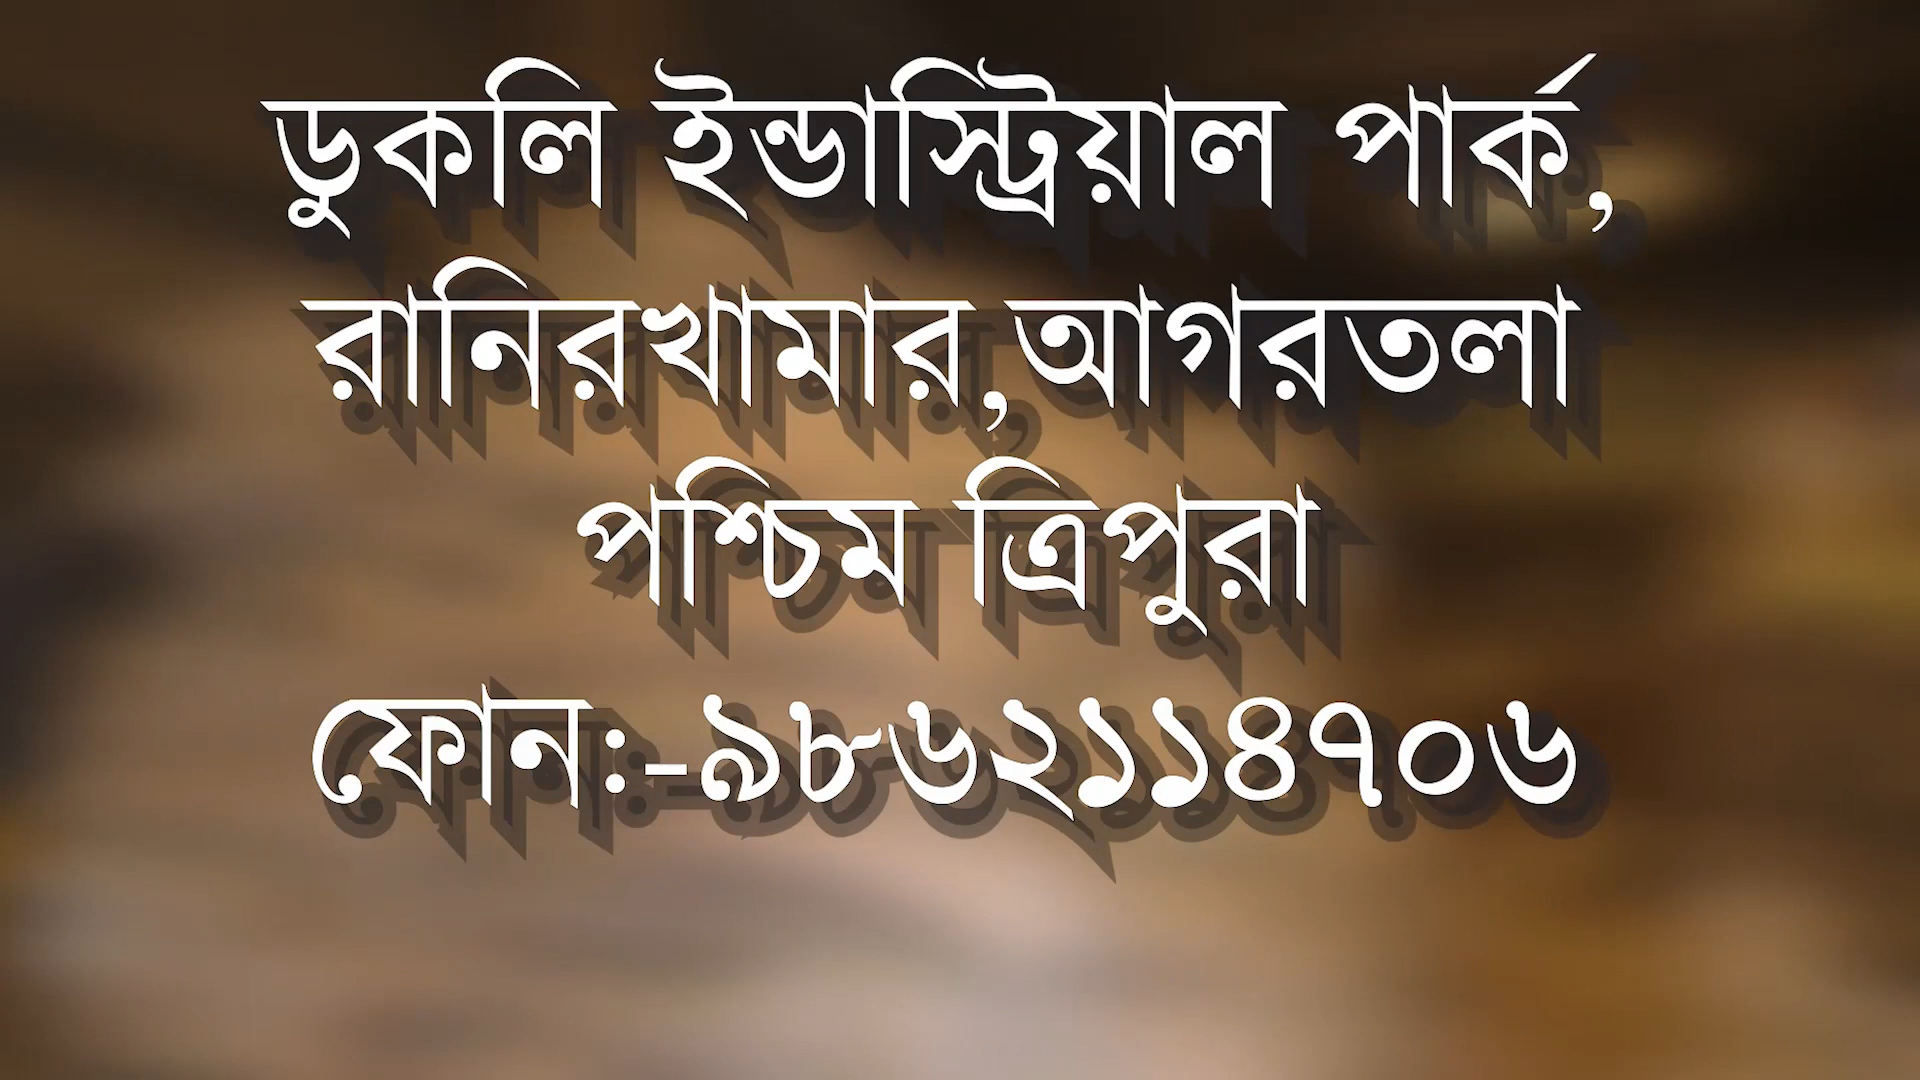 ডুকলি ইন্ডাস্ট্রিয়াল পার্ক,
রানিরখামার,আগরতলা
পশ্চিম ত্রিপুরা
ফোন:-৯৮৬২১১৪৭০৬